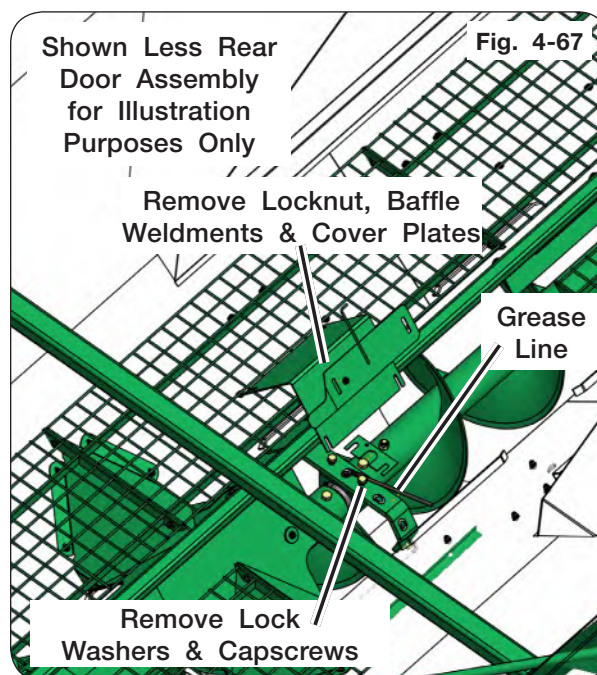 Shown Less Rear
Door Assembly
for Illustration
Purposes Only
Fig. 4-67
Remove Locknut, Baffle
Weldments & Cover Plates
Grease
Line
Remove Lock
Washers & Capscrews